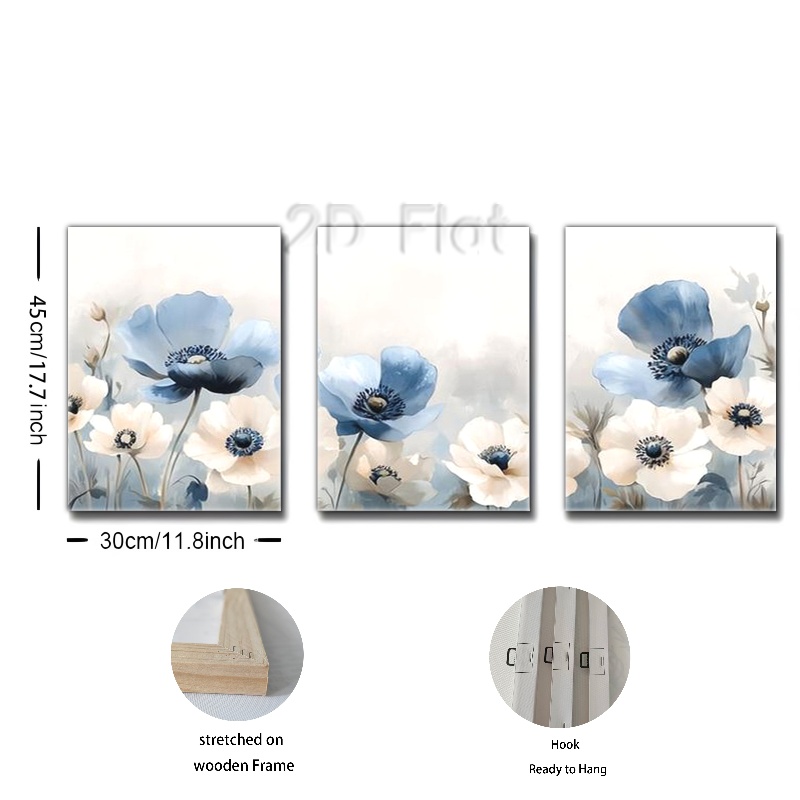 2D Flat
45cm/17.7inch
30cm/11.8inch
stretched on
wooden Frame
Hook
Ready to Hang